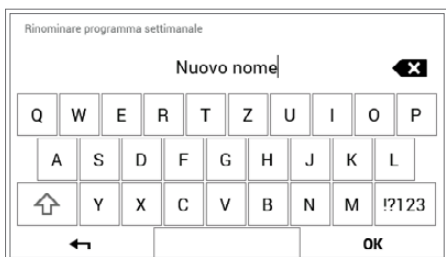 Rinominare programma settimanale
Nuovo nome
Q W E R T Z U I O P
A S D F G H J K L
Y X C V B N M !?123
OK